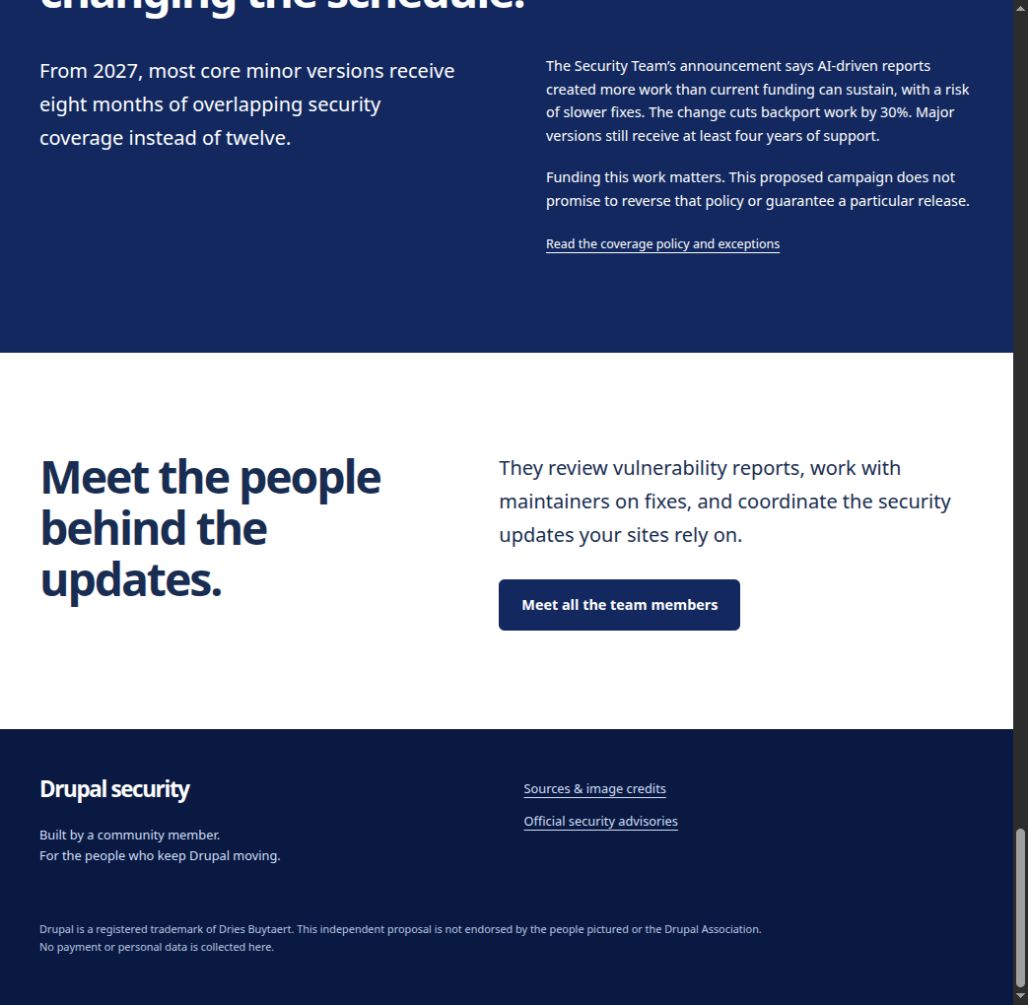 changing the schedule.
From 2027, most core minor versions receive
eight months of overlapping security
coverage instead of twelve.
The Security Team’s announcement says AI-driven reports
created more work than current funding can sustain, with a risk
of slower fixes. The change cuts backport work by 30%. Major
versions still receive at least four years of support.
Funding this work matters. This proposed campaign does not
promise to reverse that policy or guarantee a particular release.
Read the coverage policy and exceptions
Meet the people
behind the
updates.
They review vulnerability reports, work with
maintainers on fixes, and coordinate the security
updates your sites rely on.
Meet all the team members
Drupal security
Built by a community member.
For the people who keep Drupal moving.
Sources & image credits
Official security advisories
Drupal is a registered trademark of Dries Buytaert. This independent proposal is not endorsed by the people pictured or the Drupal Association.
No payment or personal data is collected here.